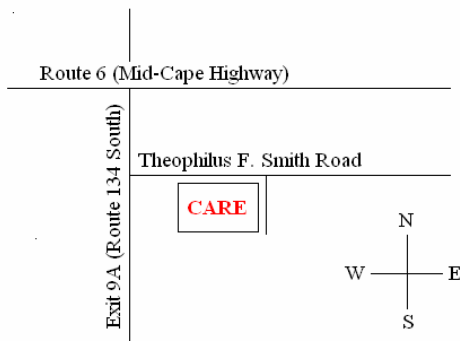 Route 6 (Mid-Cape Highway)
Exit 9A (Route 134 South)
Theophilus F. Smith Road
CARE
N
W
E
S